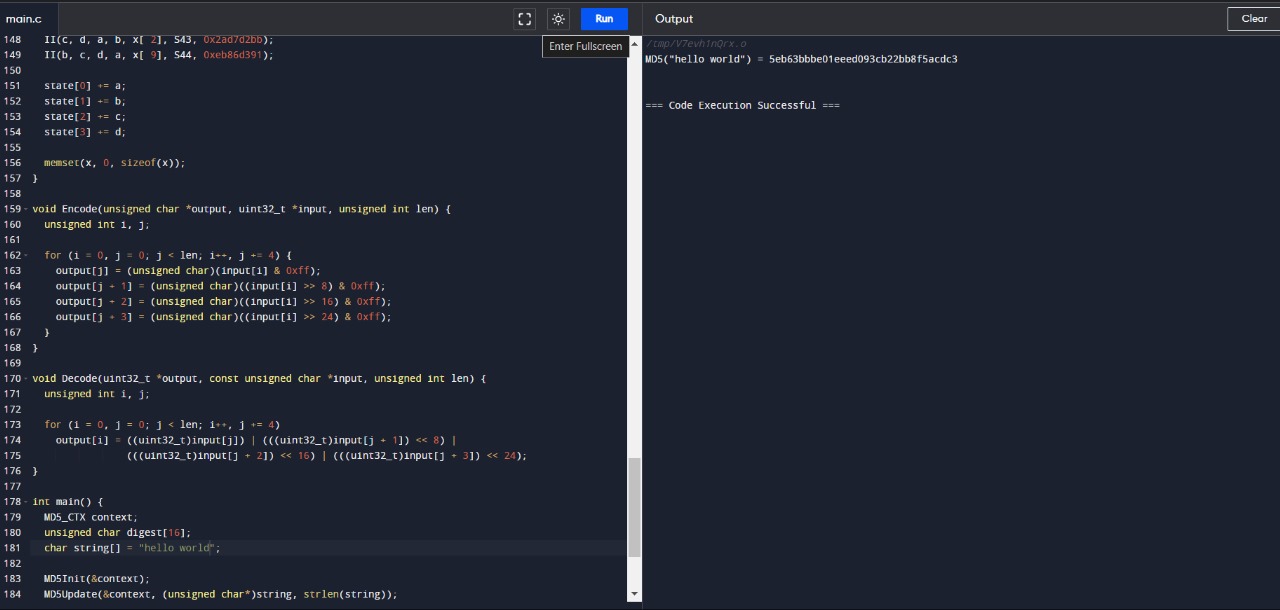 main.c
Run
Output
Clear
Enter Fullscreen
148 II(c, d, a, b, x[ 2], S43, 0x2ad7d2bb);
149 II(b, c, d, a, x[ 9], S44, 0xeb86d391);
150
151 state[0] += a;
152 state[1] += b;
153 state[2] += c;
154 state[3] += d;
155
156 memset(x, 0, sizeof(x));
157 }
158
159 void Encode(unsigned char *output, uint32_t *input, unsigned int len) {
160 unsigned int i, j;
161
162 for (i = 0, j = 0; j < len; i++, j += 4) {
163 output[j] = (unsigned char)(input[i] & 0xff);
164 output[j + 1] = (unsigned char)((input[i] >> 8) & 0xff);
165 output[j + 2] = (unsigned char)((input[i] >> 16) & 0xff);
166 output[j + 3] = (unsigned char)((input[i] >> 24) & 0xff);
167 }
168 }
169
170 void Decode(uint32_t *output, const unsigned char *input, unsigned int len) {
171 unsigned int i, j;
172
173 for (i = 0, j = 0; j < len; i++, j += 4)
174 output[i] = ((uint32_t)input[j]) | (((uint32_t)input[j + 1]) << 8) |
175 (((uint32_t)input[j + 2]) << 16) | (((uint32_t)input[j + 3]) << 24);
176 }
177
178 int main() {
179 MD5_CTX context;
180 unsigned char digest[16];
181 char string[] = "hello world";
182
183 MD5Init(&context);
184 MD5Update(&context, (unsigned char*)string, strlen(string));
/tmp/V7evh1nQrx.o
MD5("hello world") = 5eb63bbbe01eeed093cb22bb8f5acdc3
=== Code Execution Successful ===